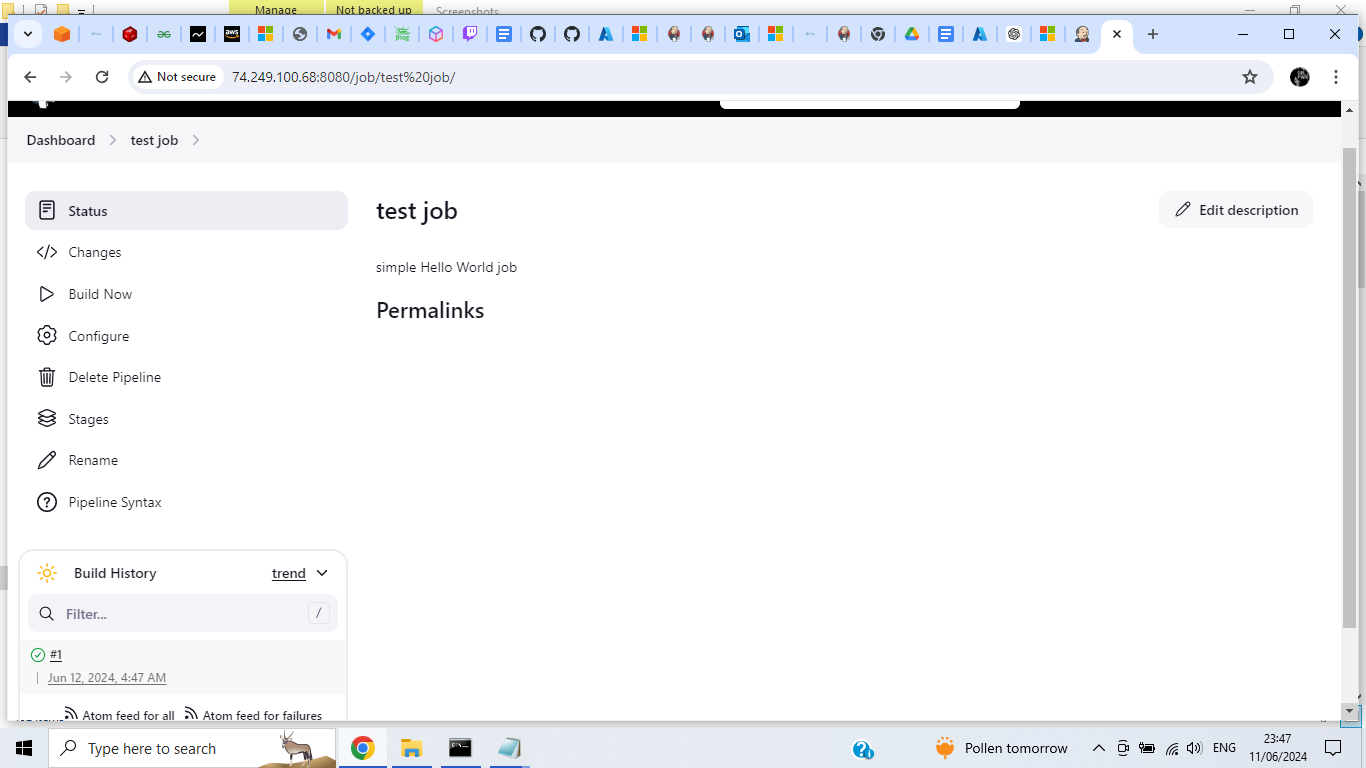 Manage
Not backed up
Screenshots
Not secure
74.249.100.68:8080/job/test%20job/
Dashboard
test job
Status
test job
Edit description
Changes
simple Hello World job
Build Now
Permalinks
Configure
Delete Pipeline
Stages
Rename
Pipeline Syntax
Build History
trend
Filter...
/
#1
Jun 12, 2024, 4:47 AM
Atom feed for all
Atom feed for failures
Type here to search
Pollen tomorrow
ENG
23:47
11/06/2024